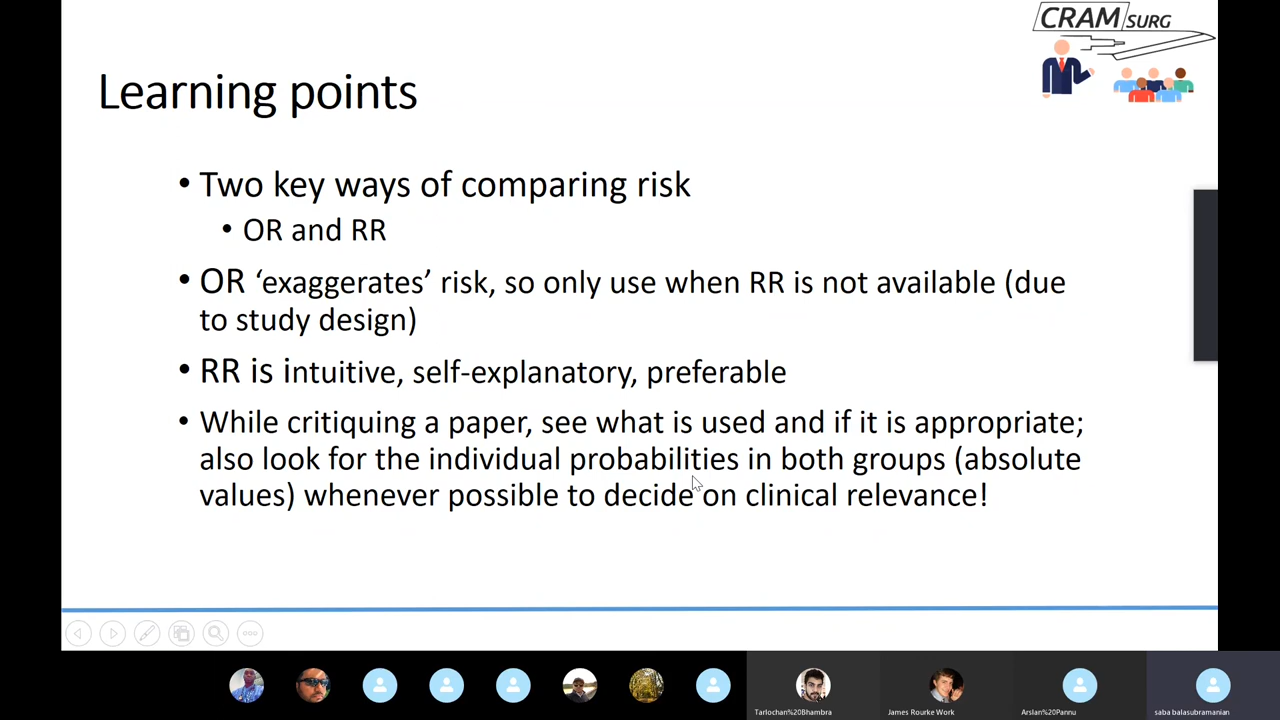 CRAM SURG
Learning points
• Two key ways of comparing risk
• OR and RR
• OR ‘exaggerates’ risk, so only use when RR is not available (due
to study design)
• RR is intuitive, self-explanatory, preferable
• While critiquing a paper, see what is used and if it is appropriate;
also look for the individual probabilities in both groups (absolute
values) whenever possible to decide on clinical relevance!
Tarlochan%20Bhambra
James Rourke Work
Arslan%20Pannu
saba balasubramanian